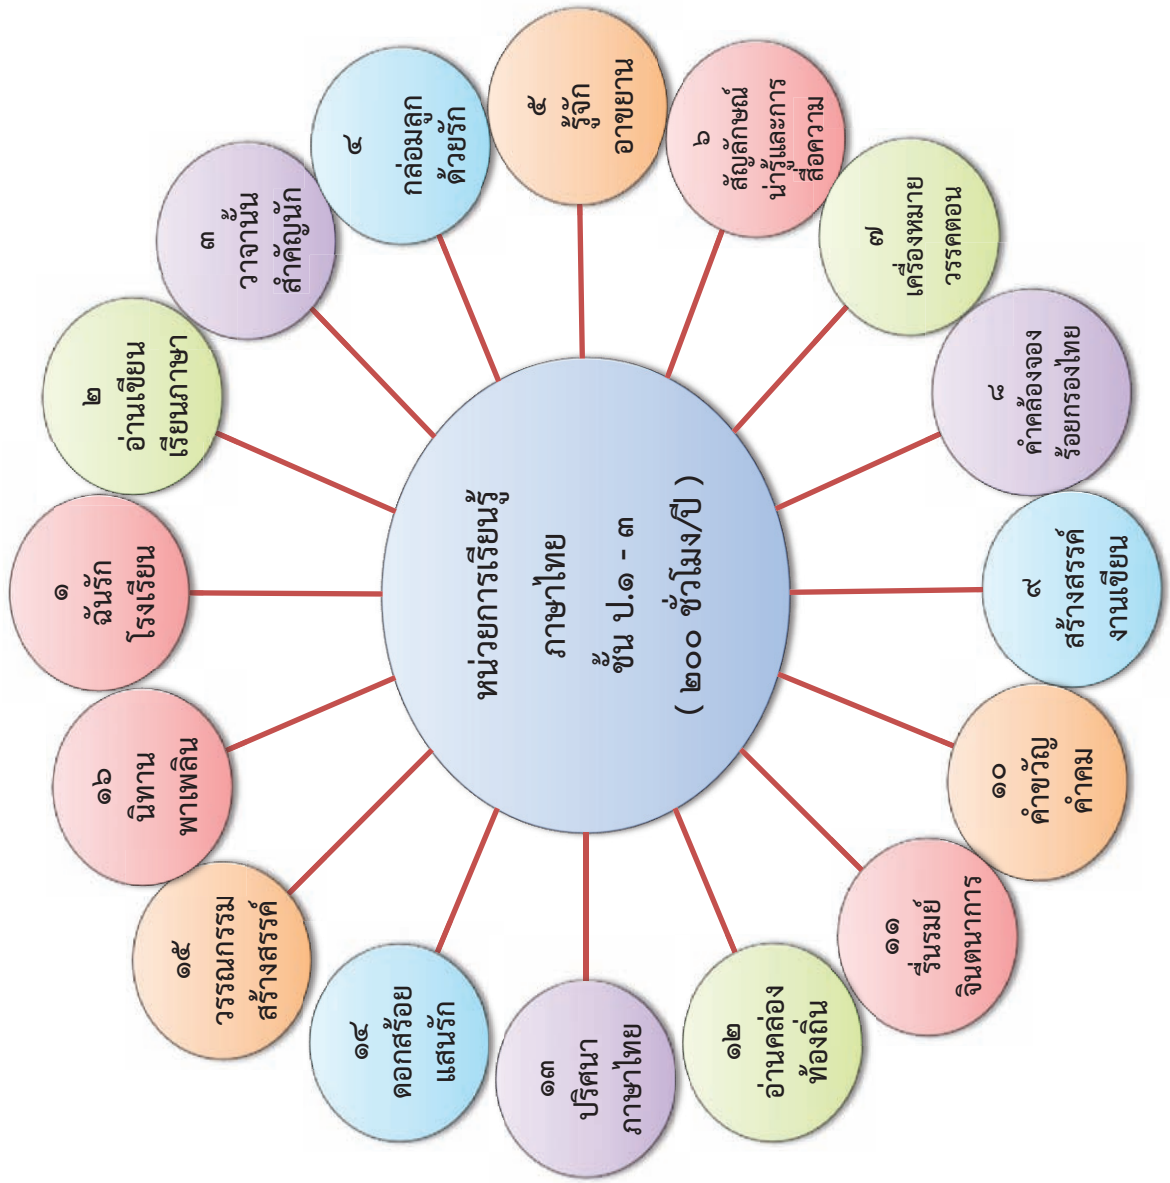 หน่วยการเรียนรู้
ภาษาไทย
ชั้น ป.๑ - ๓
( ๒๐๐ ชั่วโมง/ปี )
๑
ฉันรัก
โรงเรียน
๒
อ่านเขียน
เรียนภาษา
๓
วาจานั้น
สำคัญนัก
๔
กล่อมลูก
ด้วยรัก
๕
รู้จัก
อาขยาน
๖
สัญลักษณ์
น่ารู้และการ
สื่อความ
๗
เครื่องหมาย
วรรคตอน
๘
คำคล้องจอง
ร้อยกรองไทย
๙
สร้างสรรค์
งานเขียน
๑๐
คำขวัญ
คำคม
๑๑
รื่นรมย์
จินตนาการ
๑๒
อ่านคล่อง
ท้องถิ่น
๑๓
ปริศนา
ภาษาไทย
๑๔
ดอกสร้อย
แสนรัก
๑๕
วรรณกรรม
สร้างสรรค์
๑๖
นิทาน
พาเพลิน